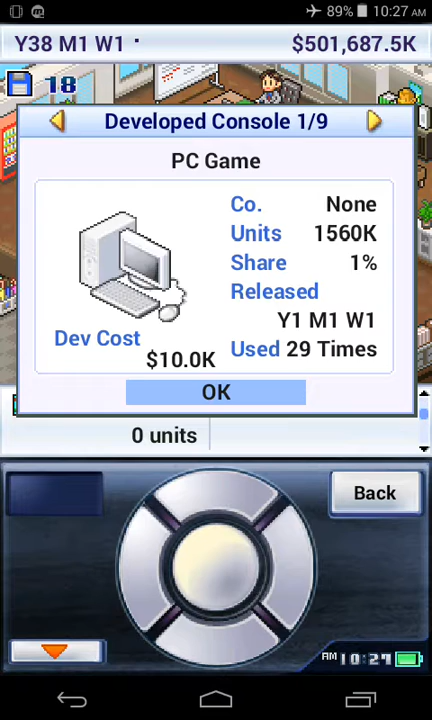 89% 10:27 AM
Y38 M1 W1 $501,687.5K
18
Developed Console 1/9
PC Game
Co. None
Units 1560K
Share 1%
Released
Y1 M1 W1
Dev Cost
$10.0K
Used 29 Times
OK
0 units
Back
AM 10:27